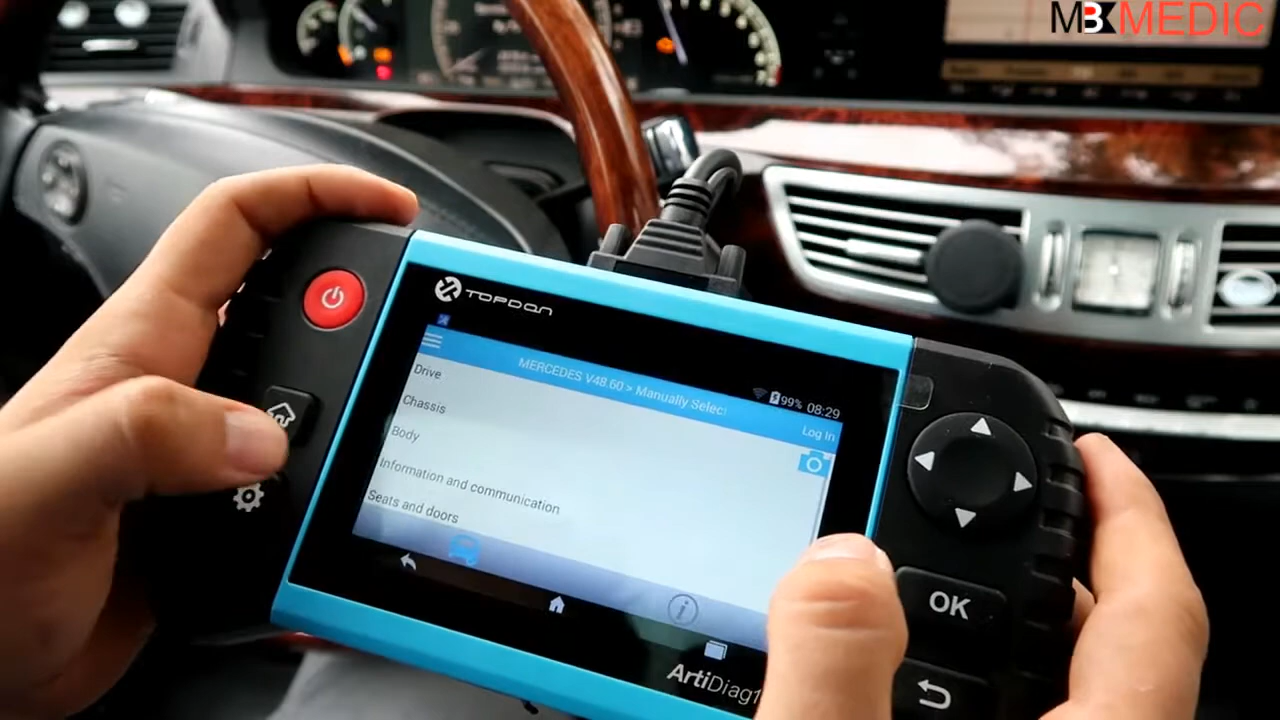 MBKMEDIC
TOPDON
99% 08:29
MERCEDES V48.60 > Manually Selec
Log In
Drive
Chassis
Body
Information and communication
Seats and doors
OK
ArtiDiag1